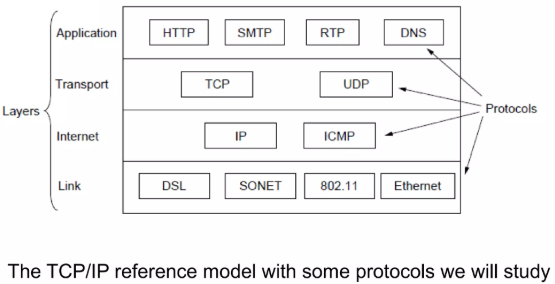 Application HTTP SMTP RTP DNS
Transport TCP UDP
Layers Protocols
Internet IP ICMP
Link DSL SONET 802.11 Ethernet
The TCP/IP reference model with some protocols we will study